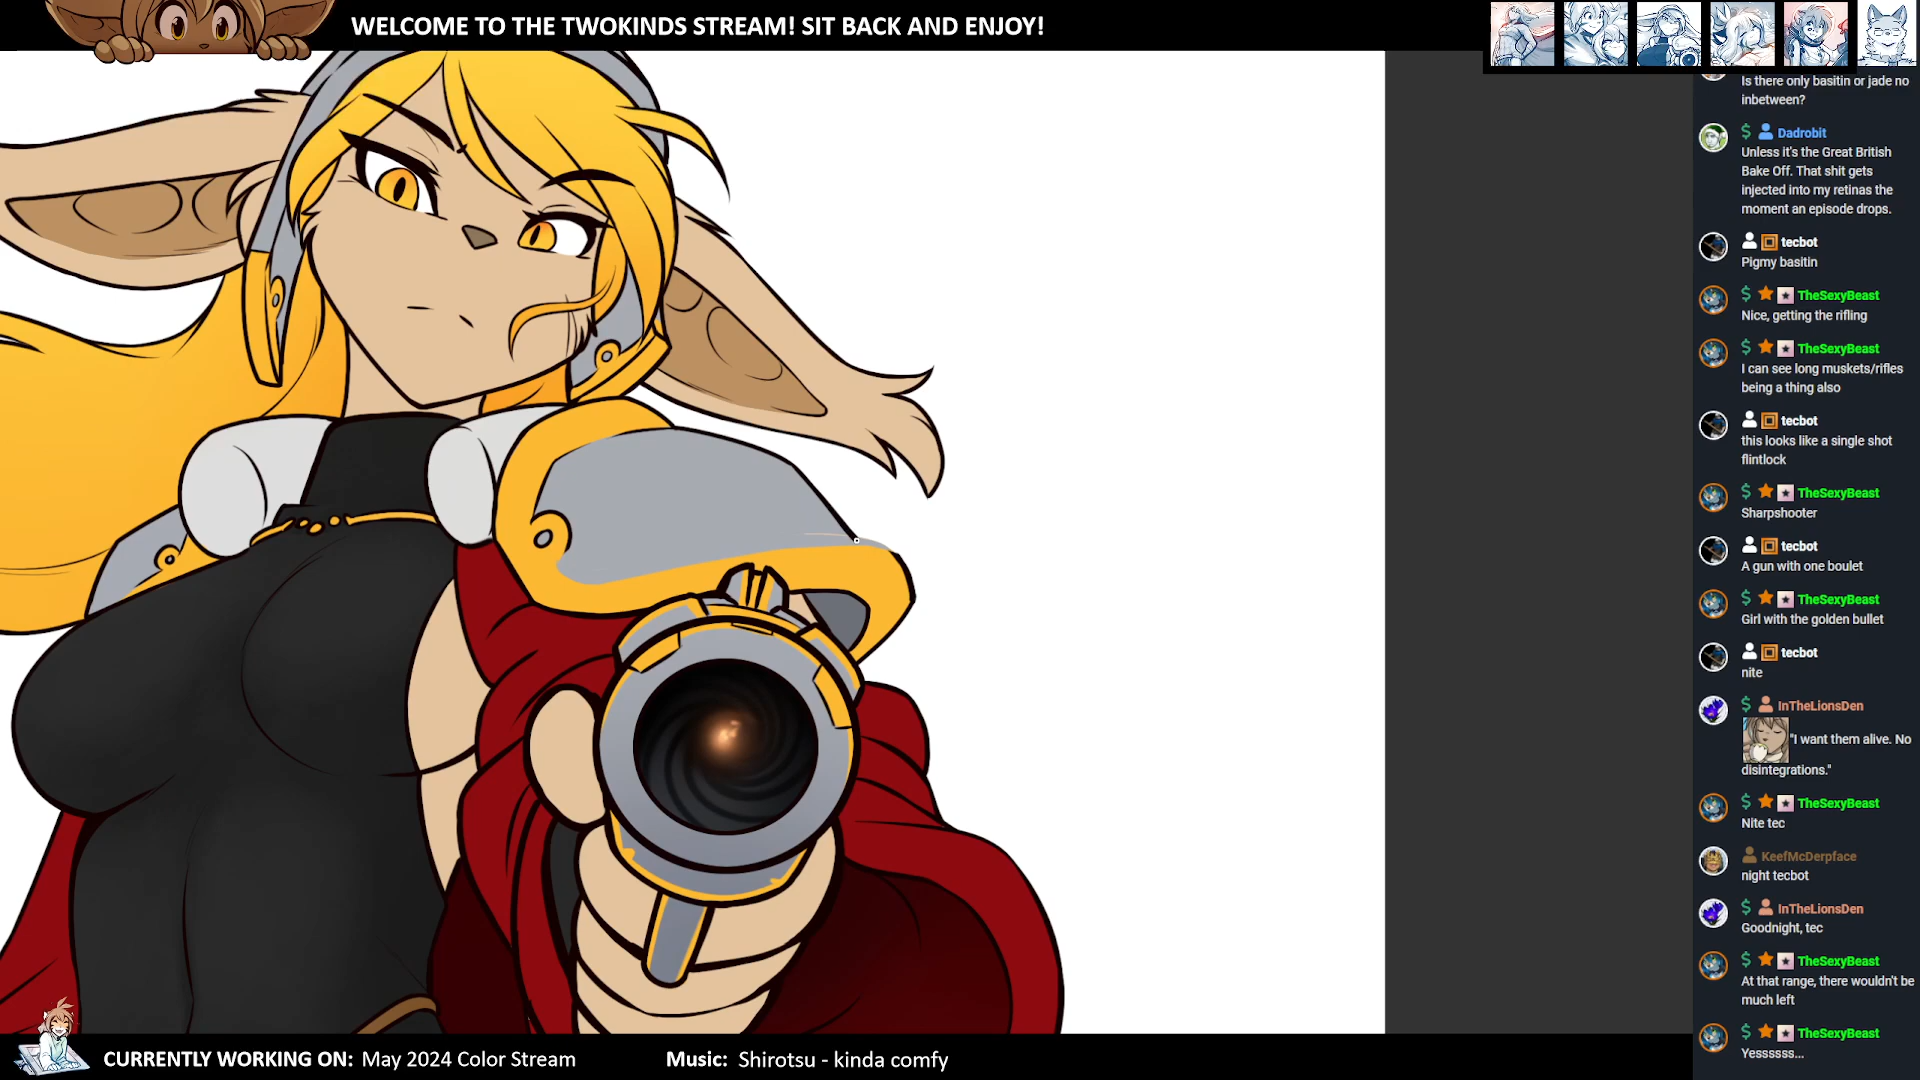 WELCOME TO THE TWOKINDS STREAM! SIT BACK AND ENJOY!
Is there only basitin or jade no
inbetween?
$ Dadrobit
Unless it's the Great British
Bake Off. That shit gets
injected into my retinas the
moment an episode drops.
tecbot
Pigmy basitin
$ TheSexyBeast
Nice, getting the rifling
$ TheSexyBeast
I can see long muskets/rifles
being a thing also
tecbot
this looks like a single shot
flintlock
$ TheSexyBeast
Sharpshooter
tecbot
A gun with one boulet
$ TheSexyBeast
Girl with the golden bullet
tecbot
nite
$ InTheLionsDen
"I want them alive. No
disintegrations."
$ TheSexyBeast
Nite tec
KeefMcDerpface
night tecbot
$ InTheLionsDen
Goodnight, tec
$ TheSexyBeast
At that range, there wouldn't be
much left
$ TheSexyBeast
Yessssss...
CURRENTLY WORKING ON: May 2024 Color Stream
Music: Shirotsu - kinda comfy